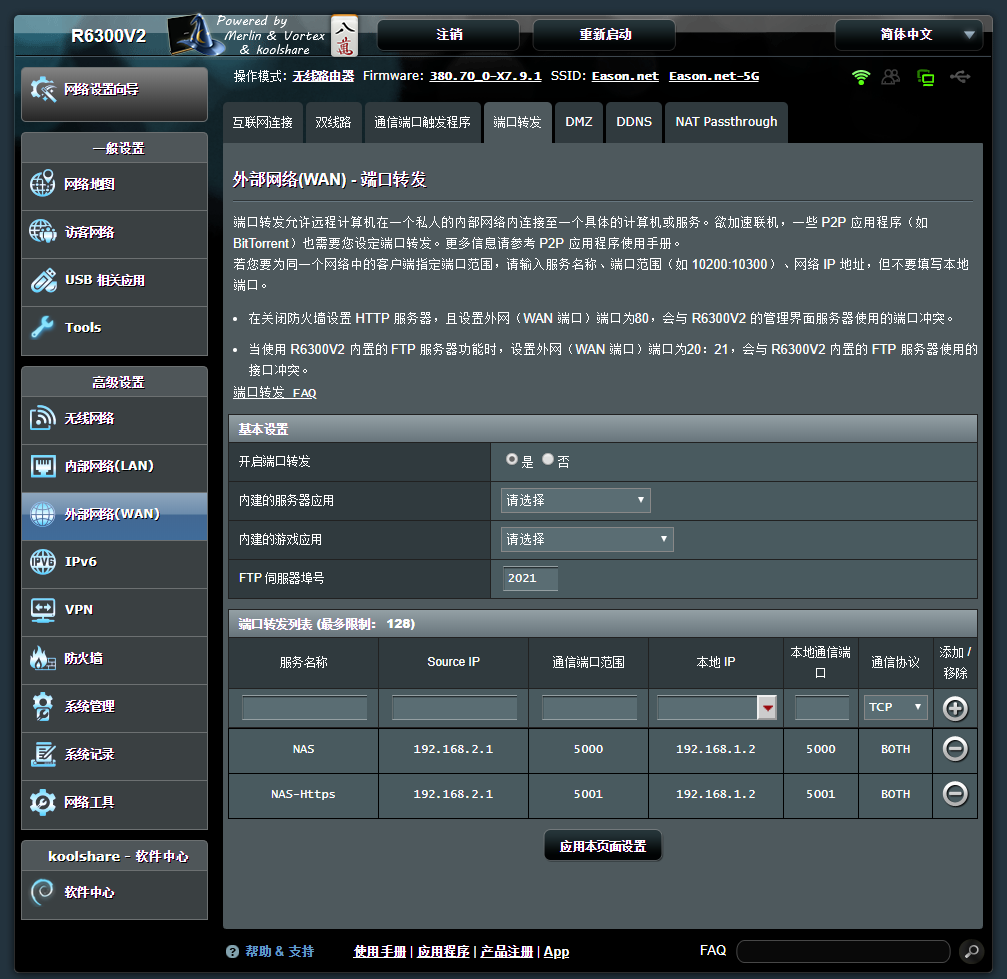 R6300V2
Powered by
Merlin & Vortex
& koolshare
八萬
注销
重新启动
简体中文
操作模式: 无线路由器 Firmware: 380.70_0-X7.9.1 SSID: Eason.net Eason.net-5G
网络设置向导
一般设置
网络地图
访客网络
USB 相关应用
Tools
高级设置
无线网络
内部网络(LAN)
外部网络(WAN)
IPv6
VPN
防火墙
系统管理
系统记录
网络工具
koolshare - 软件中心
软件中心
互联网连接
双线路
通信端口触发程序
端口转发
DMZ
DDNS
NAT Passthrough
外部网络(WAN) - 端口转发
端口转发允许远程计算机在一个私人的内部网络内连接至一个具体的计算机或服务。欲加速联机，一些 P2P 应用程序（如
BitTorrent）也需要您设定端口转发。更多信息请参考 P2P 应用程序使用手册。
若您要为同一个网络中的客户端指定端口范围，请输入服务名称、端口范围（如 10200:10300）、网络 IP 地址，但不要填写本地
端口。
• 在关闭防火墙设置 HTTP 服务器，且设置外网（WAN 端口）端口为80，会与 R6300V2 的管理界面服务器使用的端口冲突。
• 当使用 R6300V2 内置的 FTP 服务器功能时，设置外网（WAN 端口）端口为20：21，会与 R6300V2 内置的 FTP 服务器使用的
接口冲突。
端口转发 FAQ
基本设置
开启端口转发 是 否
内建的服务器应用 请选择
内建的游戏应用 请选择
FTP 伺服器埠号 2021
端口转发列表 (最多限制: 128)
服务名称 Source IP 通信端口范围 本地 IP 本地通信端口 通信协议 添加 / 移除
TCP
NAS 192.168.2.1 5000 192.168.1.2 5000 BOTH
NAS-Https 192.168.2.1 5001 192.168.1.2 5001 BOTH
应用本页面设置
? 帮助 & 支持 使用手册 | 应用程序 | 产品注册 | App FAQ